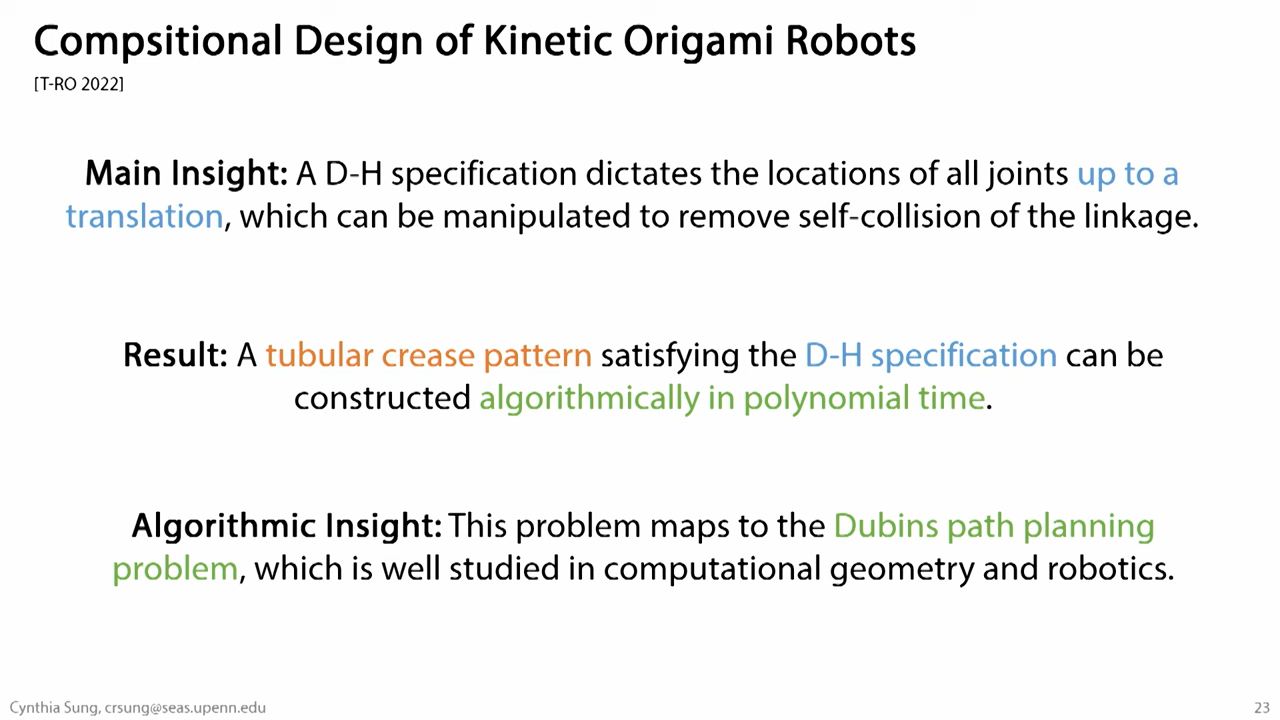 Compsitional Design of Kinetic Origami Robots
[T-RO 2022]
Main Insight: A D-H specification dictates the locations of all joints up to a
translation, which can be manipulated to remove self-collision of the linkage.
Result: A tubular crease pattern satisfying the D-H specification can be
constructed algorithmically in polynomial time.
Algorithmic Insight: This problem maps to the Dubins path planning
problem, which is well studied in computational geometry and robotics.
Cynthia Sung, crsung@seas.upenn.edu
23